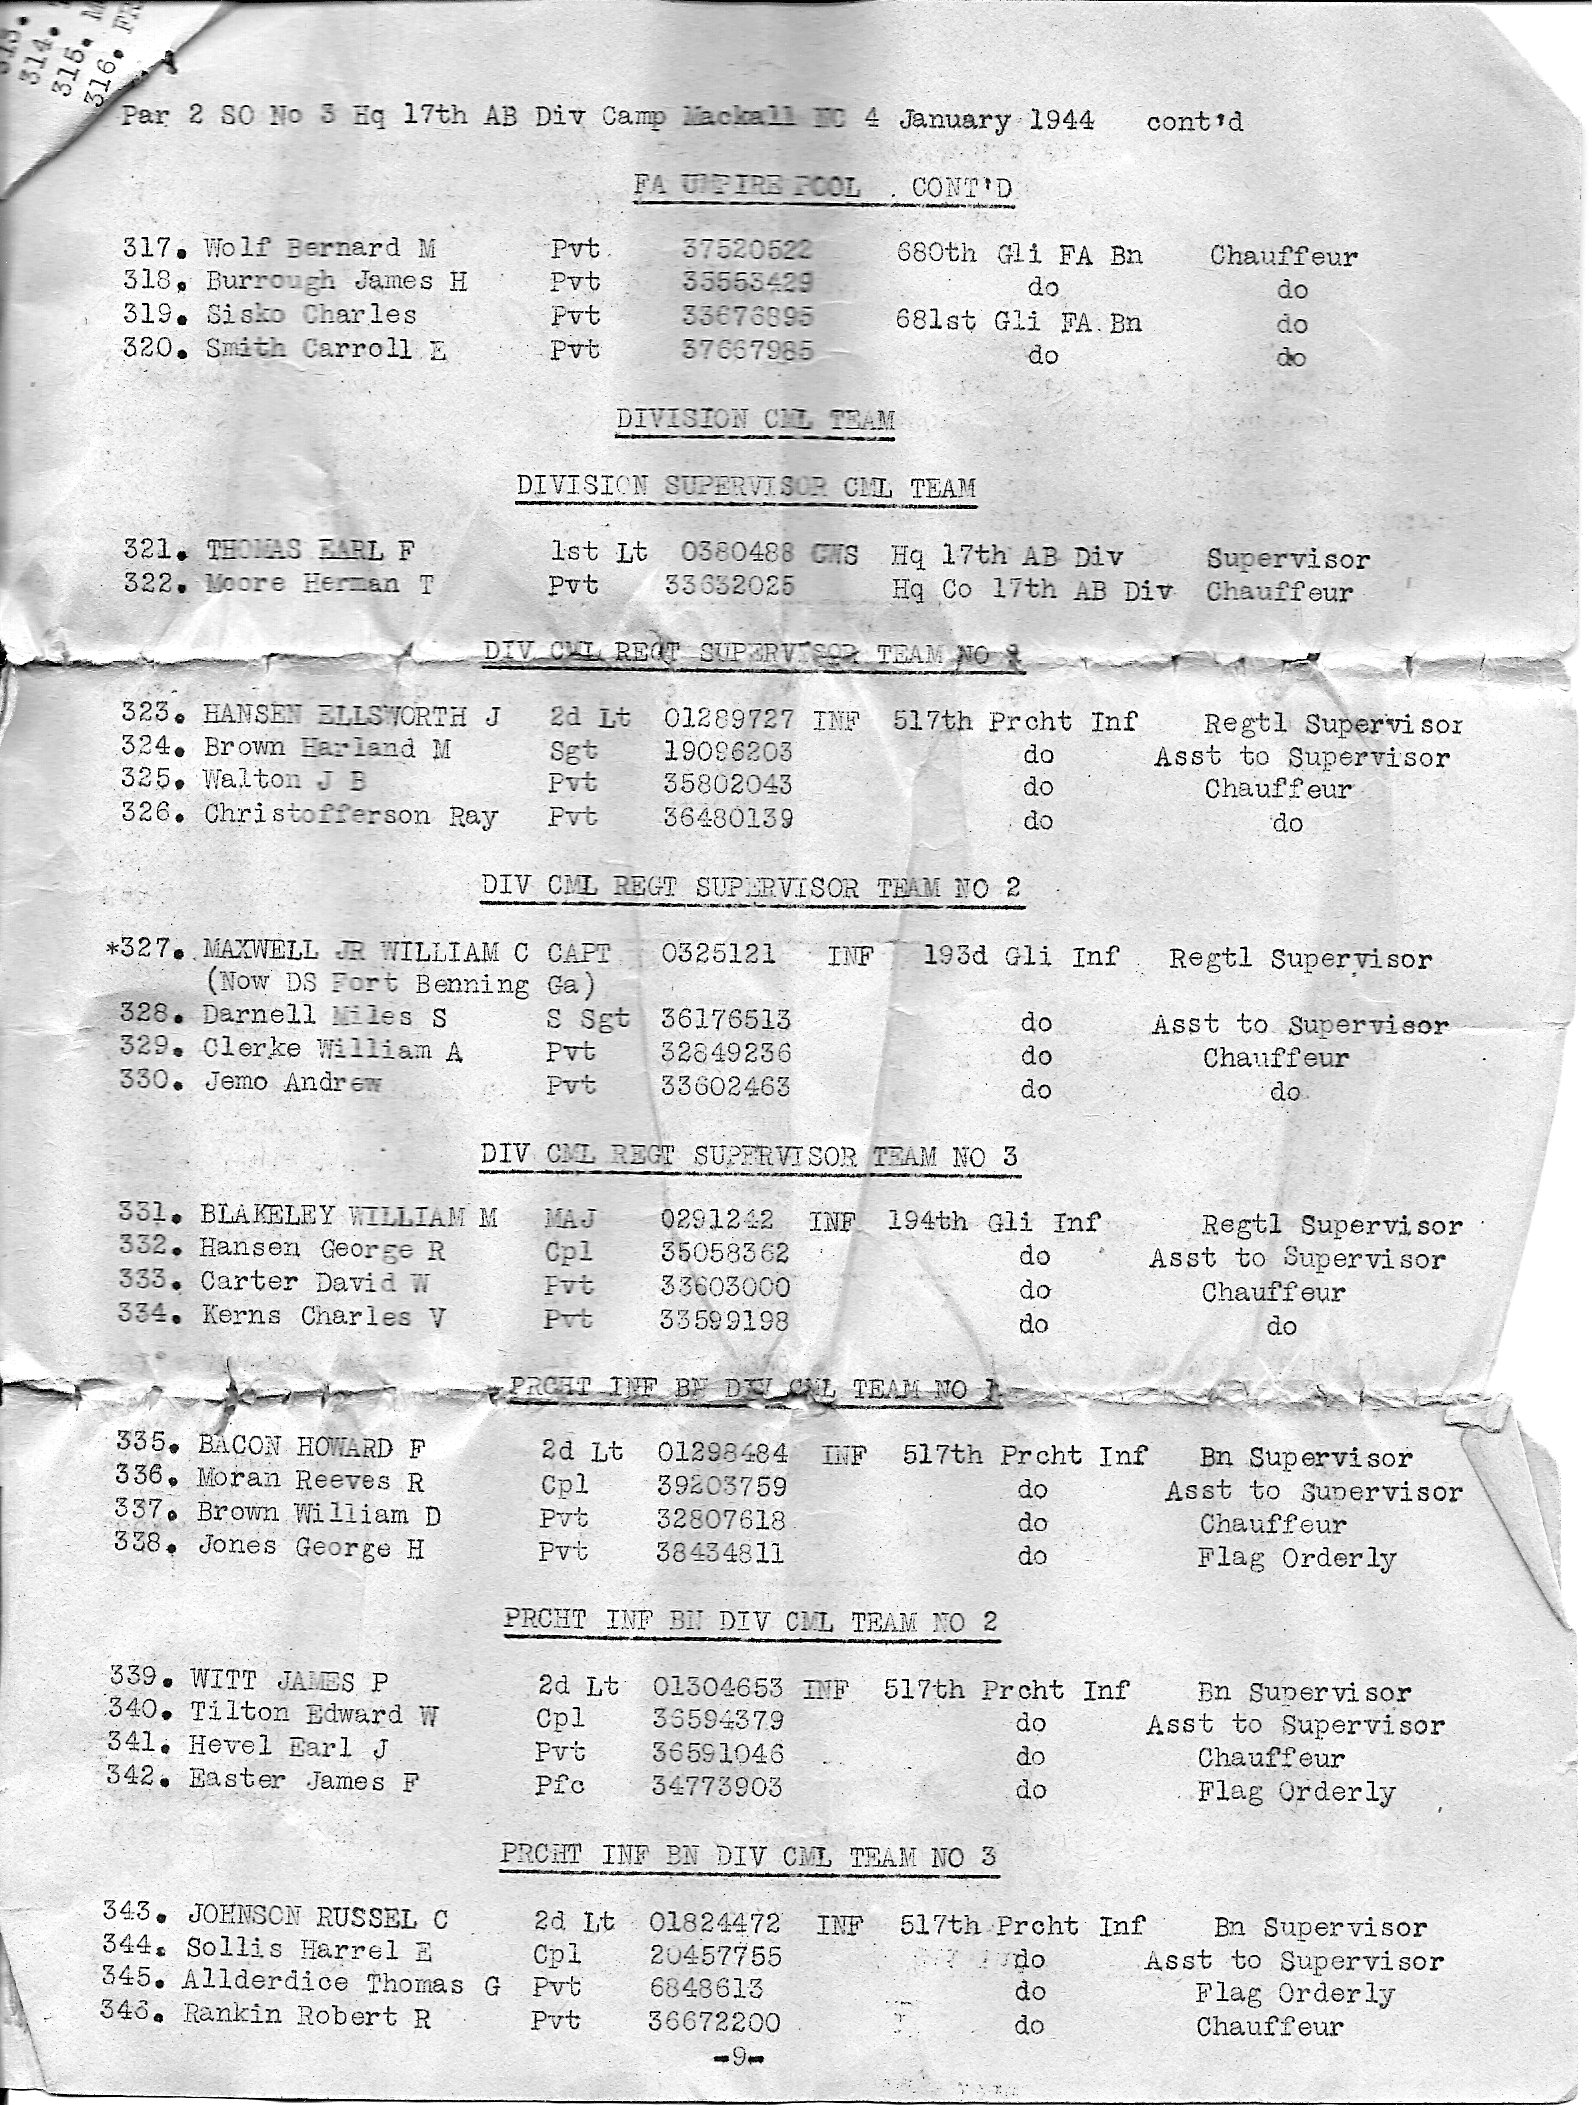 313.
314.
315. M
316. FR
Par 2 SO No 3 Hq 17th AB Div Camp Mackall NC 4 January 1944 cont'd
FA UMPIRE POOL . CONT'D
317. Wolf Bernard M Pvt. 37520522 680th Gli FA Bn Chauffeur
318. Burrough James H Pvt 33553429 do do
319. Sisko Charles Pvt 33676895 681st Gli FA Bn do
320. Smith Carroll E Pvt 37667985 do do
DIVISION CML TEAM
DIVISION SUPERVISOR CML TEAM
321. THOMAS EARL F 1st Lt 0380488 CWS Hq 17th AB Div Supervisor
322. Moore Herman T Pvt 33632025 Hq Co 17th AB Div Chauffeur
DIV CML REGT SUPERVISOR TEAM NO 1
323. HANSEN ELLSWORTH J 2d Lt 01289727 INF 517th Prcht Inf Regtl Supervisor
324. Brown Harland M Sgt 19096203 do Asst to Supervisor
325. Walton J B Pvt 35802043 do Chauffeur
326. Christofferson Ray Pvt 36480139 do do
DIV CML REGT SUPERVISOR TEAM NO 2
*327. MAXWELL JR WILLIAM C CAPT 0325121 INF 193d Gli Inf Regtl Supervisor
(Now DS Fort Benning Ga)
328. Darnell Miles S S Sgt 36176513 do Asst to Supervisor
329. Clerke William A Pvt 32849236 do Chauffeur
330. Jemo Andrew Pvt 33602463 do do
DIV CML REGT SUPERVISOR TEAM NO 3
331. BLAKELEY WILLIAM M MAJ 0291242 INF 194th Gli Inf Regtl Supervisor
332. Hansen George R Cpl 35058362 do Asst to Supervisor
333. Carter David W Pvt 33603000 do Chauffeur
334. Kerns Charles V Pvt 33599198 do do
PRCHT INF BN DIV CML TEAM NO 1
335. BACON HOWARD F 2d Lt 01298484 INF 517th Prcht Inf Bn Supervisor
336. Moran Reeves R Cpl 39203759 do Asst to Supervisor
337. Brown William D Pvt 32807618 do Chauffeur
338. Jones George H Pvt 38434811 do Flag Orderly
PRCHT INF BN DIV CML TEAM NO 2
339. WITT JAMES P 2d Lt 01304653 INF 517th Prcht Inf Bn Supervisor
340. Tilton Edward W Cpl 36594379 do Asst to Supervisor
341. Hevel Earl J Pvt 36591046 do Chauffeur
342. Easter James F Pfc 34773903 do Flag Orderly
PRCHT INF BN DIV CML TEAM NO 3
343. JOHNSON RUSSEL C 2d Lt 01824472 INF 517th Prcht Inf Bn Supervisor
344. Sollis Harrel E Cpl 20457755 do Asst to Supervisor
345. Allderdice Thomas G Pvt 6848613 do Flag Orderly
346. Rankin Robert R Pvt 36672200 do Chauffeur
-9-